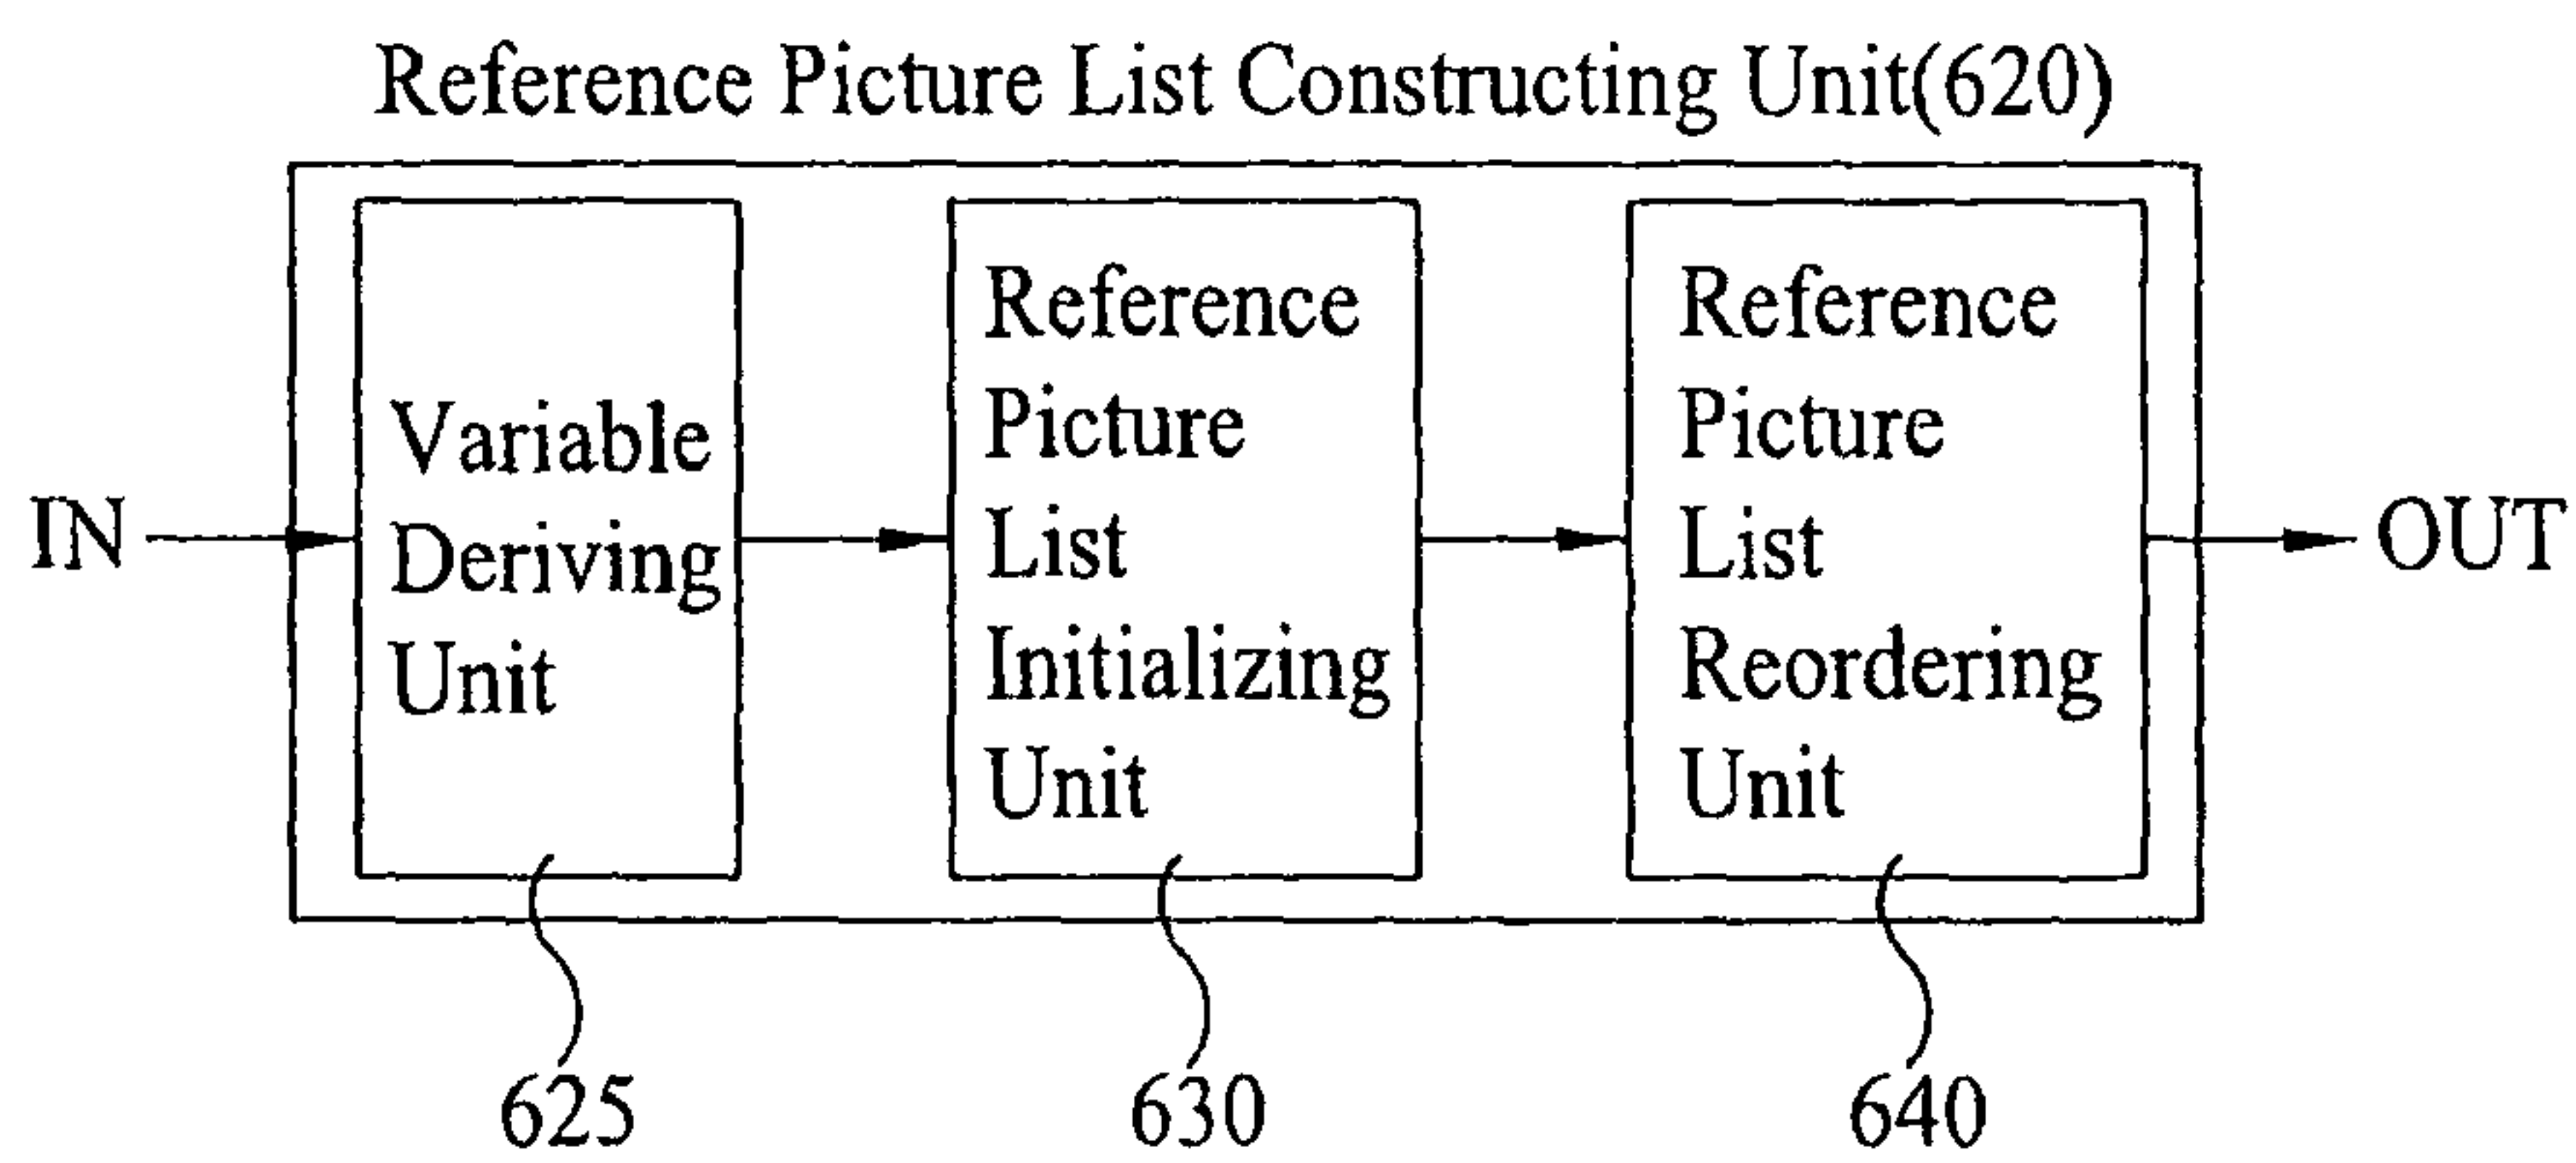 Reference Picture List Constructing Unit(620)
IN
Variable
Deriving
Unit
Reference
Picture
List
Initializing
Unit
Reference
Picture
List
Reordering
Unit
OUT
625
630
640